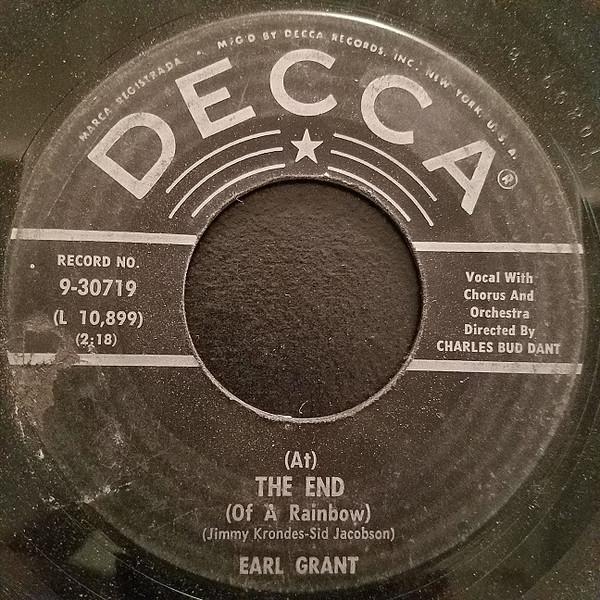 MARCA REGISTRADA • M'F'G'D BY DECCA RECORDS, INC., NEW YORK, U.S.A.
DECCA®
RECORD NO.
9-30719
(L 10,899)
(2:18)
Vocal With
Chorus And
Orchestra
Directed By
CHARLES BUD DANT
(At)
THE END
(Of A Rainbow)
(Jimmy Krondes-Sid Jacobson)
EARL GRANT